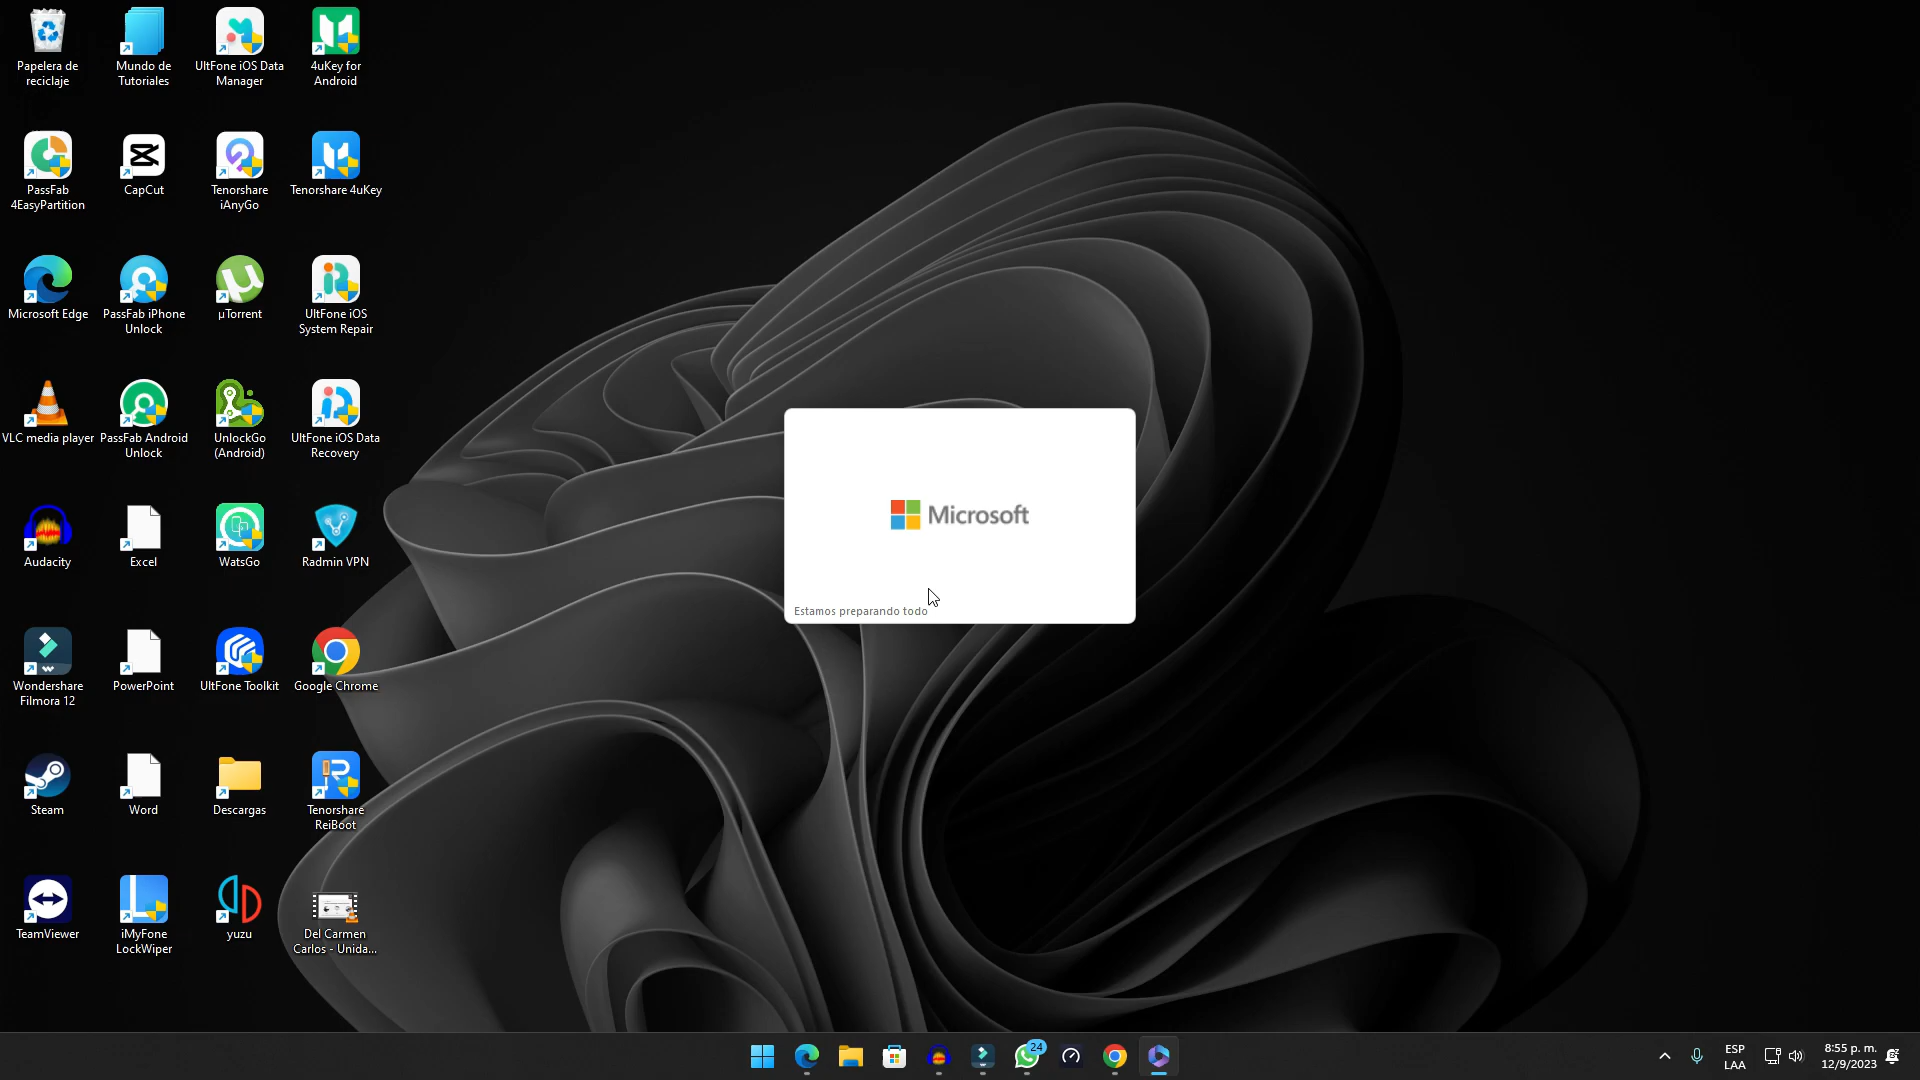 Papelera de
reciclaje
Mundo de
Tutoriales
UltFone iOS Data
Manager
4uKey for
Android
PassFab
4EasyPartition
CapCut
Tenorshare
iAnyGo
Tenorshare 4uKey
Microsoft Edge
PassFab iPhone
Unlock
µTorrent
UltFone iOS
System Repair
VLC media player
PassFab Android
Unlock
UnlockGo
(Android)
UltFone iOS Data
Recovery
Audacity
Excel
WatsGo
Radmin VPN
Wondershare
Filmora 12
PowerPoint
UltFone Toolkit
Google Chrome
Steam
Word
Descargas
Tenorshare
ReiBoot
TeamViewer
iMyFone
LockWiper
yuzu
Del Carmen
Carlos - Unida...
Microsoft
Estamos preparando todo
24
ESP
LAA
8:55 p. m.
12/9/2023